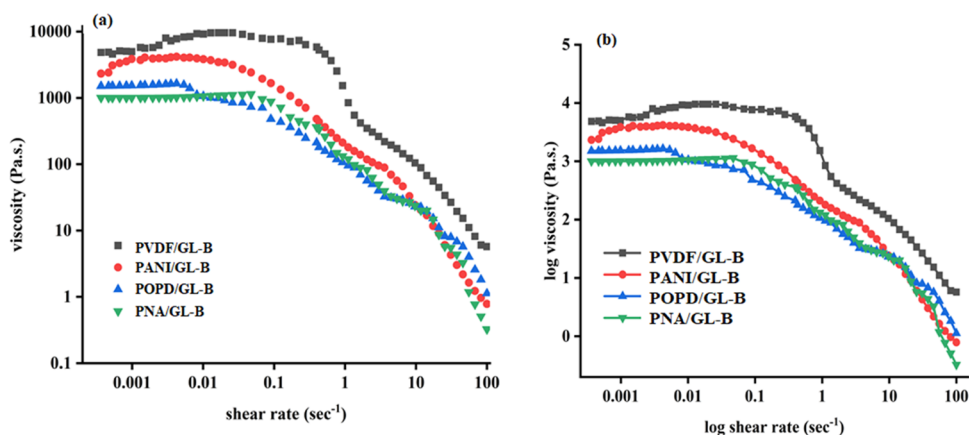 (a)
10000
1000
100
10
1
0.1
viscosity (Pa.s.)
PVDF/GL-B
PANI/GL-B
POPD/GL-B
PNA/GL-B
0.001 0.01 0.1 1 10 100
shear rate (sec⁻¹)
(b)
5
4
3
2
1
0
log viscosity (Pa.s.)
PVDF/GL-B
PANI/GL-B
POPD/GL-B
PNA/GL-B
0.001 0.01 0.1 1 10 100
log shear rate (sec⁻¹)